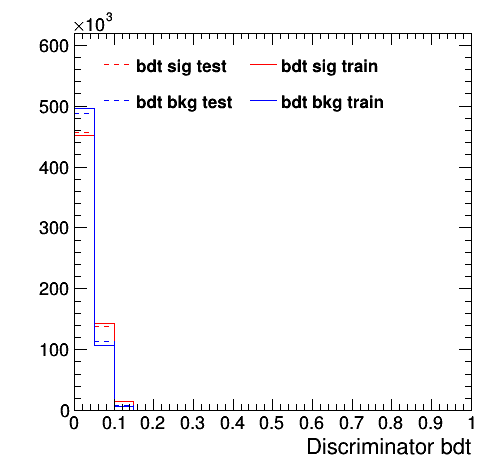 ×10³
600
500
400
300
200
100
0
bdt sig test
bdt sig train
bdt bkg test
bdt bkg train
0 0.1 0.2 0.3 0.4 0.5 0.6 0.7 0.8 0.9 1
Discriminator bdt